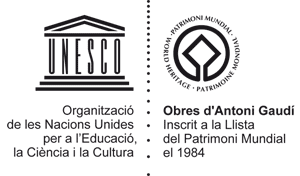 UNESCO
Organització
de les Nacions Unides
per a l'Educació,
la Ciència i la Cultura
PATRIMONI MUNDIAL • WORLD HERITAGE • PATRIMOINE MONDIAL •
Obres d'Antoni Gaudí
Inscrit a la Llista
del Patrimoni Mundial
el 1984